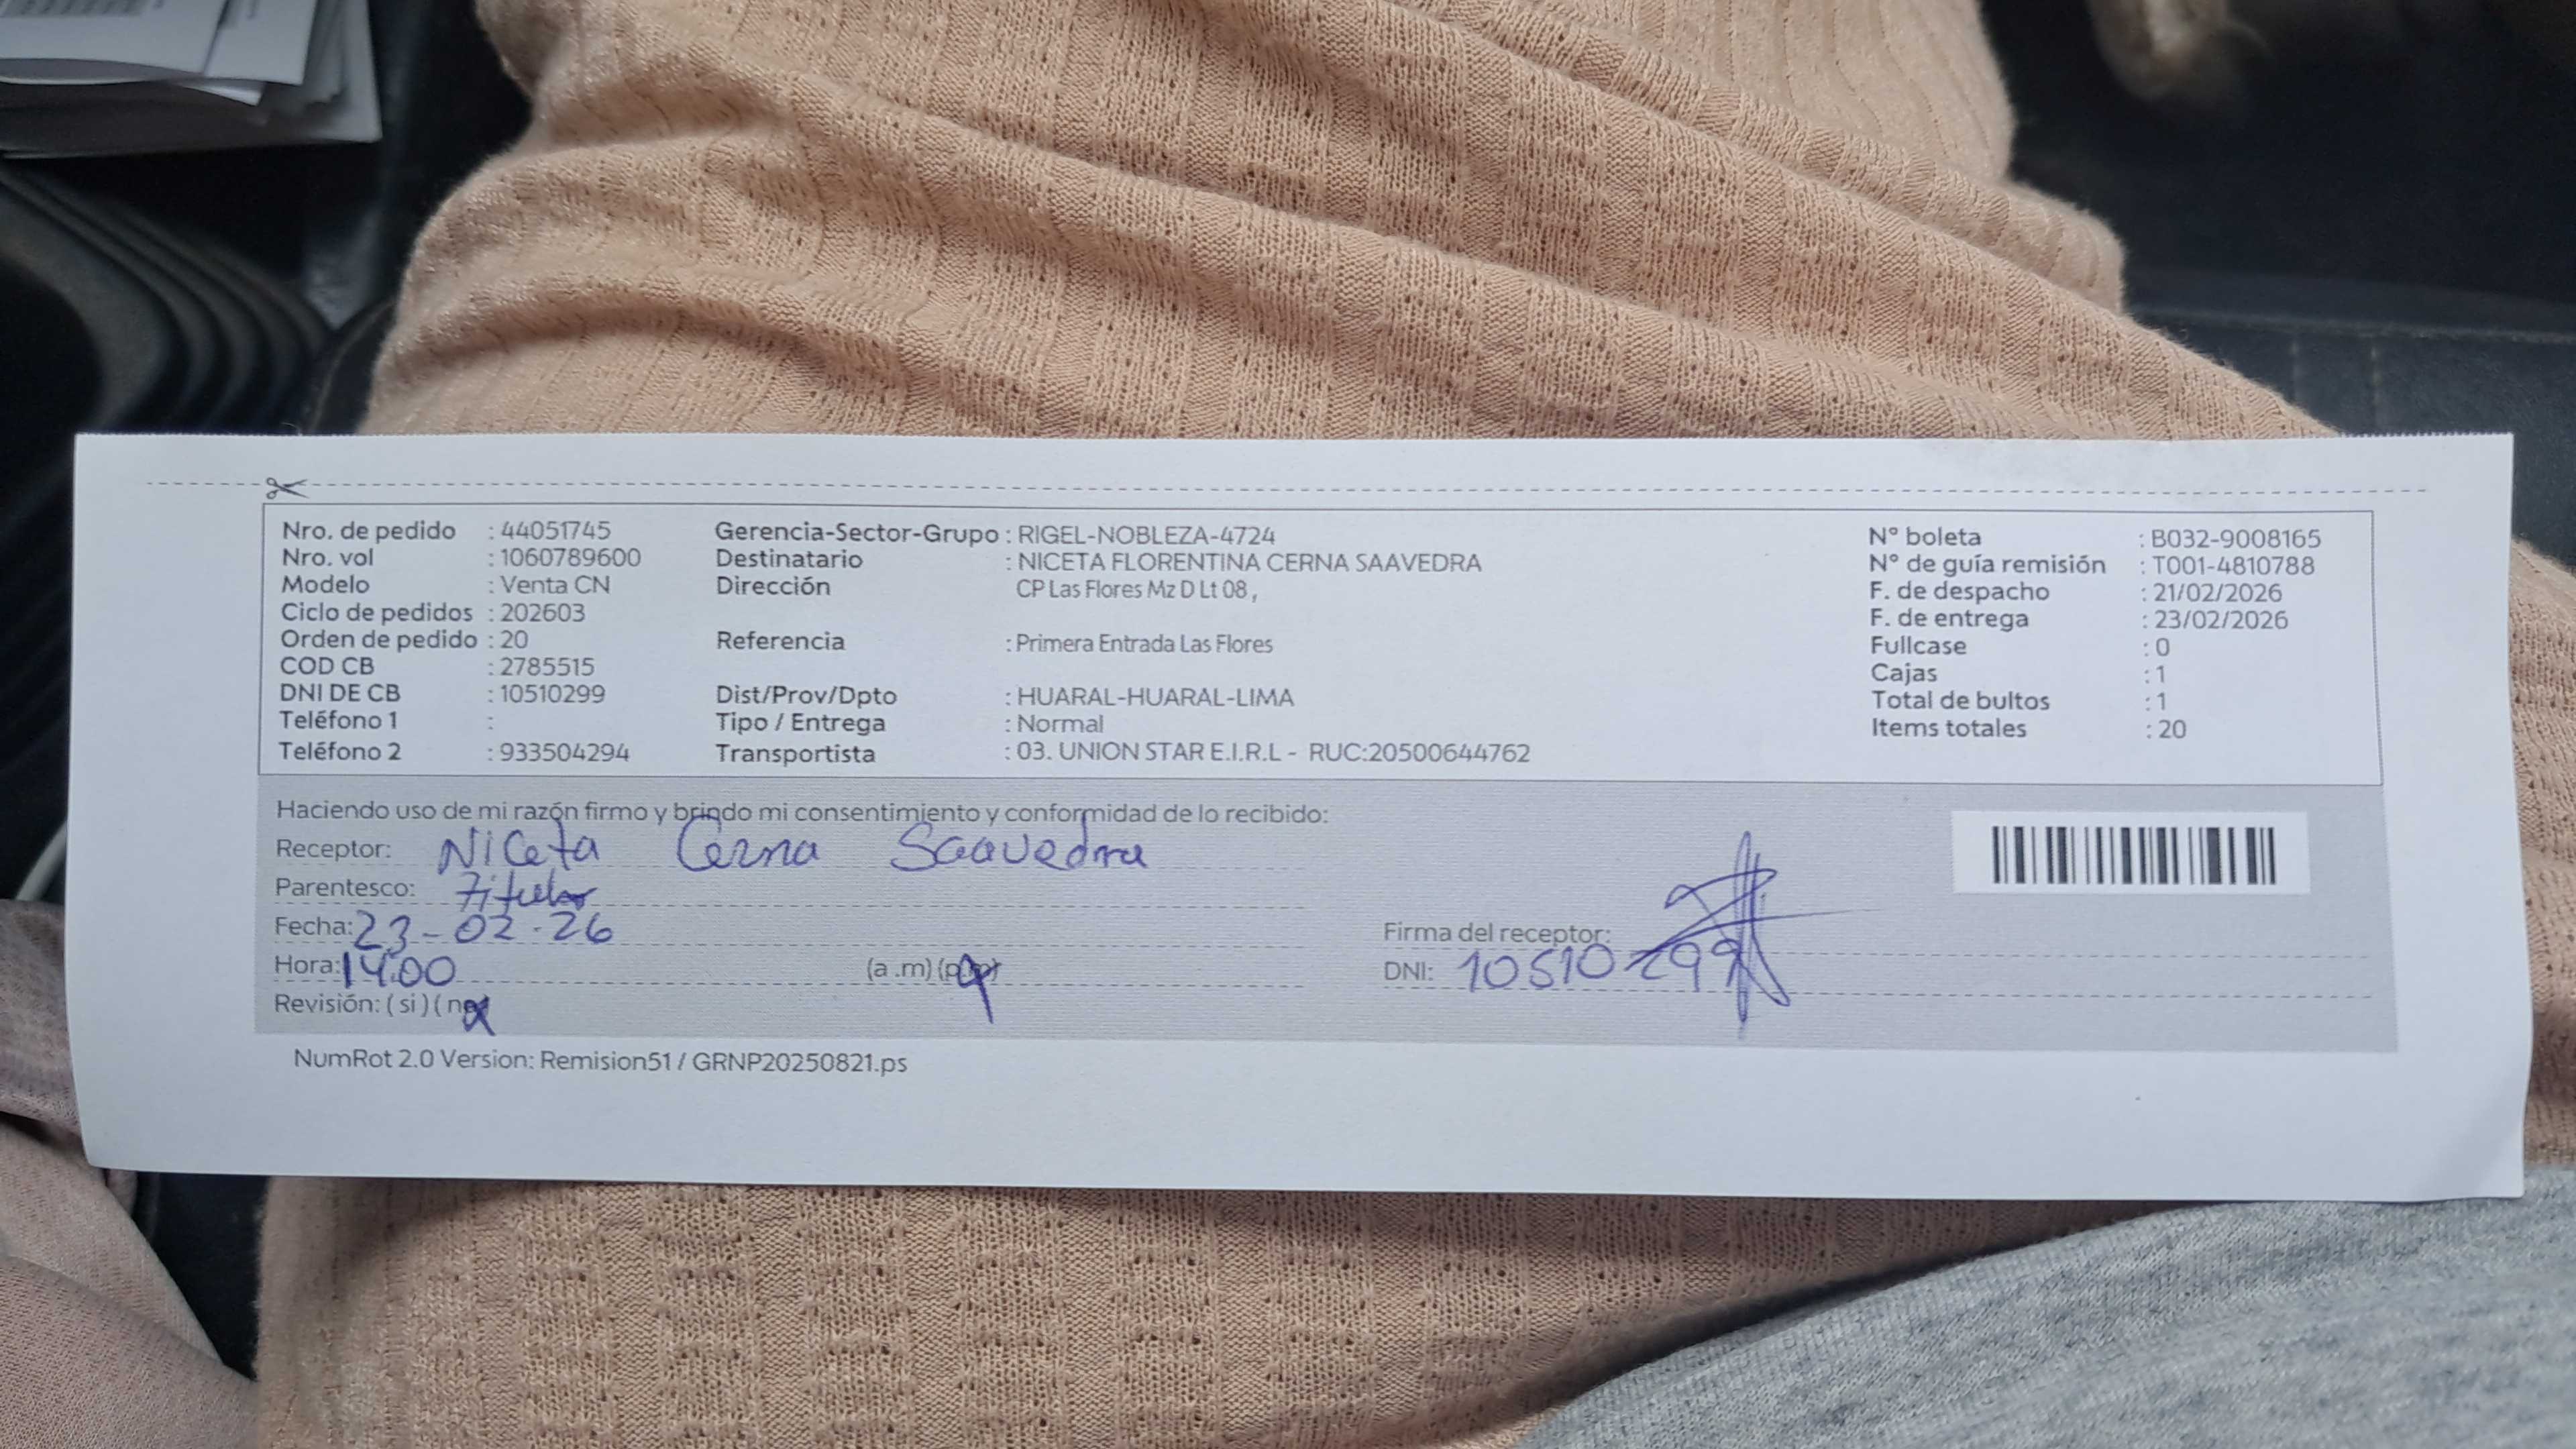 Nro. de pedido : 44051745
Nro. vol : 1060789600
Modelo : Venta CN
Ciclo de pedidos : 202603
Orden de pedido : 20
COD CB : 2785515
DNI DE CB : 10510299
Teléfono 1 :
Teléfono 2 : 933504294
Gerencia-Sector-Grupo : RIGEL-NOBLEZA-4724
Destinatario : NICETA FLORENTINA CERNA SAAVEDRA
Dirección CP Las Flores Mz D Lt 08 ,
Referencia : Primera Entrada Las Flores
Dist/Prov/Dpto : HUARAL-HUARAL-LIMA
Tipo / Entrega : Normal
Transportista : 03. UNION STAR E.I.R.L - RUC:20500644762
N° boleta : B032-9008165
N° de guía remisión : T001-4810788
F. de despacho : 21/02/2026
F. de entrega : 23/02/2026
Fullcase : 0
Cajas : 1
Total de bultos : 1
Items totales : 20
Haciendo uso de mi razón firmo y brindo mi consentimiento y conformidad de lo recibido:
Receptor: Niceta Cerna Saavedra
Parentesco: Titular
Fecha: 23-02-26
Hora: 14:00 (a .m) (p.m)
Revisión: ( si ) ( no)
Firma del receptor:
DNI: 10510299
NumRot 2.0 Version: Remision51 / GRNP20250821.ps